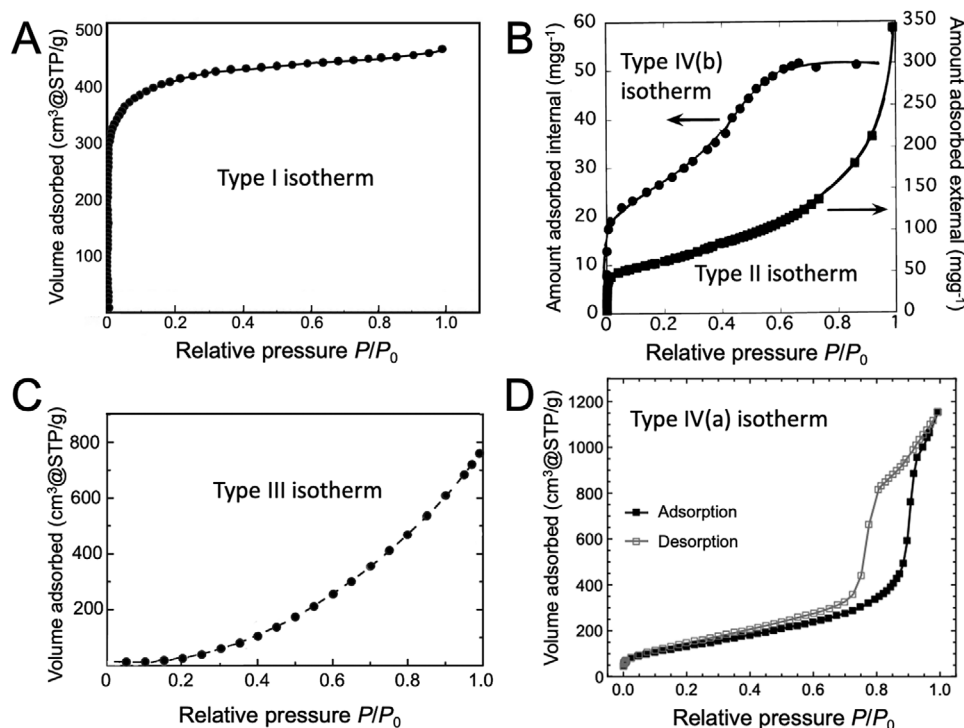 A
Volume adsorbed (cm³@STP/g)
500
400
300
200
100
Type I isotherm
0
0.2
0.4
0.6
0.8
1.0
Relative pressure P/P₀
B
Amount adsorbed internal (mgg⁻¹)
60
50
40
30
20
10
0
Type IV(b)
isotherm
Type II isotherm
350
300
250
200
150
100
50
0
Amount adsorbed external (mgg⁻¹)
0
0.2
0.4
0.6
0.8
1
Relative pressure P/P₀
C
Volume adsorbed (cm³@STP/g)
800
600
400
200
Type III isotherm
0
0.2
0.4
0.6
0.8
1.0
Relative pressure P/P₀
D
Volume adsorbed (cm³@STP/g)
1200
1000
800
600
400
200
0
Type IV(a) isotherm
Adsorption
Desorption
0.0
0.2
0.4
0.6
0.8
1.0
Relative pressure P/P₀